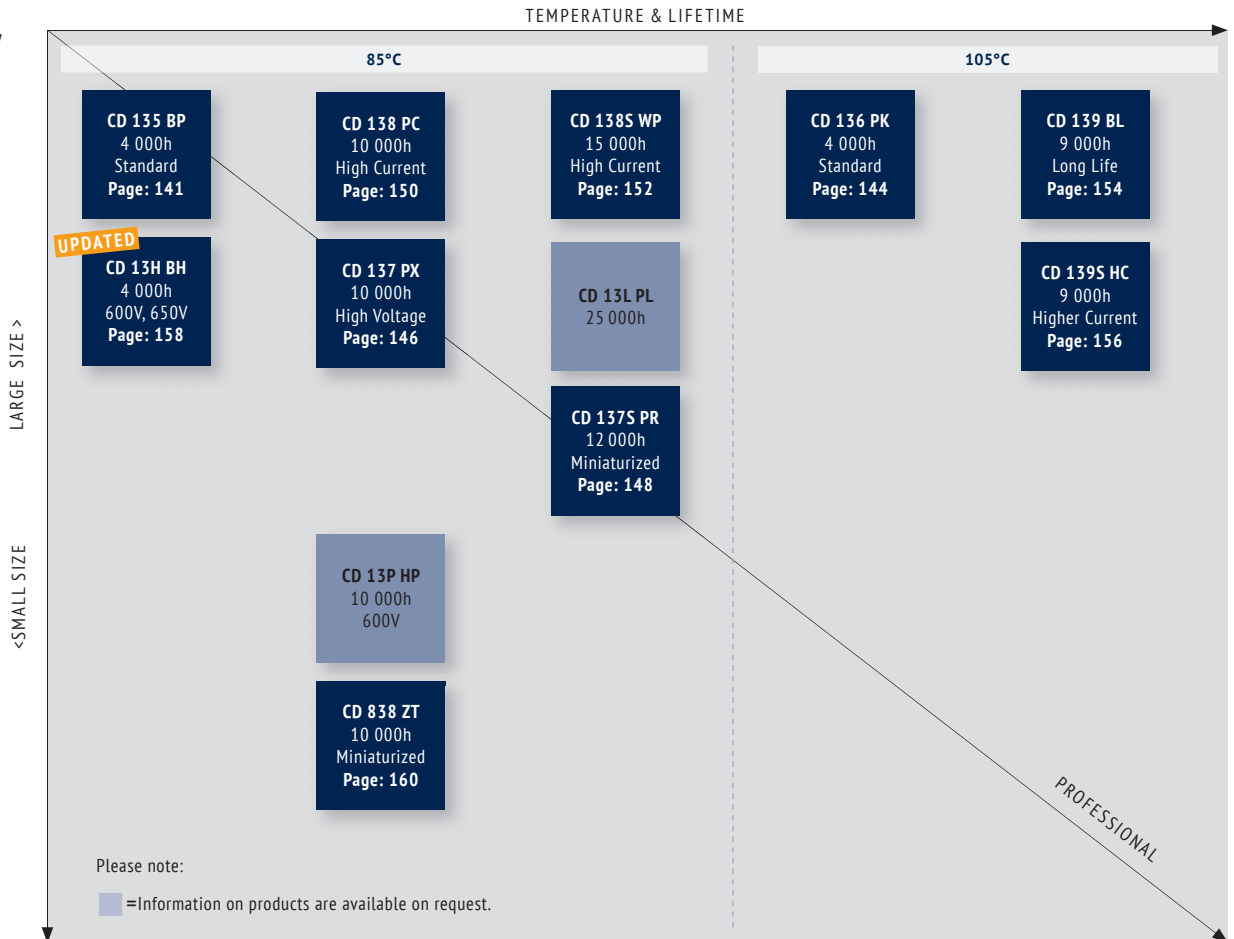 TEMPERATURE & LIFETIME
85°C
105°C
CD 135 BP
4 000h
Standard
Page: 141
CD 138 PC
10 000h
High Current
Page: 150
CD 138S WP
15 000h
High Current
Page: 152
CD 136 PK
4 000h
Standard
Page: 144
CD 139 BL
9 000h
Long Life
Page: 154
UPDATED
CD 13H BH
4 000h
600V, 650V
Page: 158
CD 137 PX
10 000h
High Voltage
Page: 146
CD 13L PL
25 000h
CD 139S HC
9 000h
Higher Current
Page: 156
LARGE SIZE >
CD 137S PR
12 000h
Miniaturized
Page: 148
<SMALL SIZE
CD 13P HP
10 000h
600V
CD 838 ZT
10 000h
Miniaturized
Page: 160
PROFESSIONAL
Please note:
=Information on products are available on request.